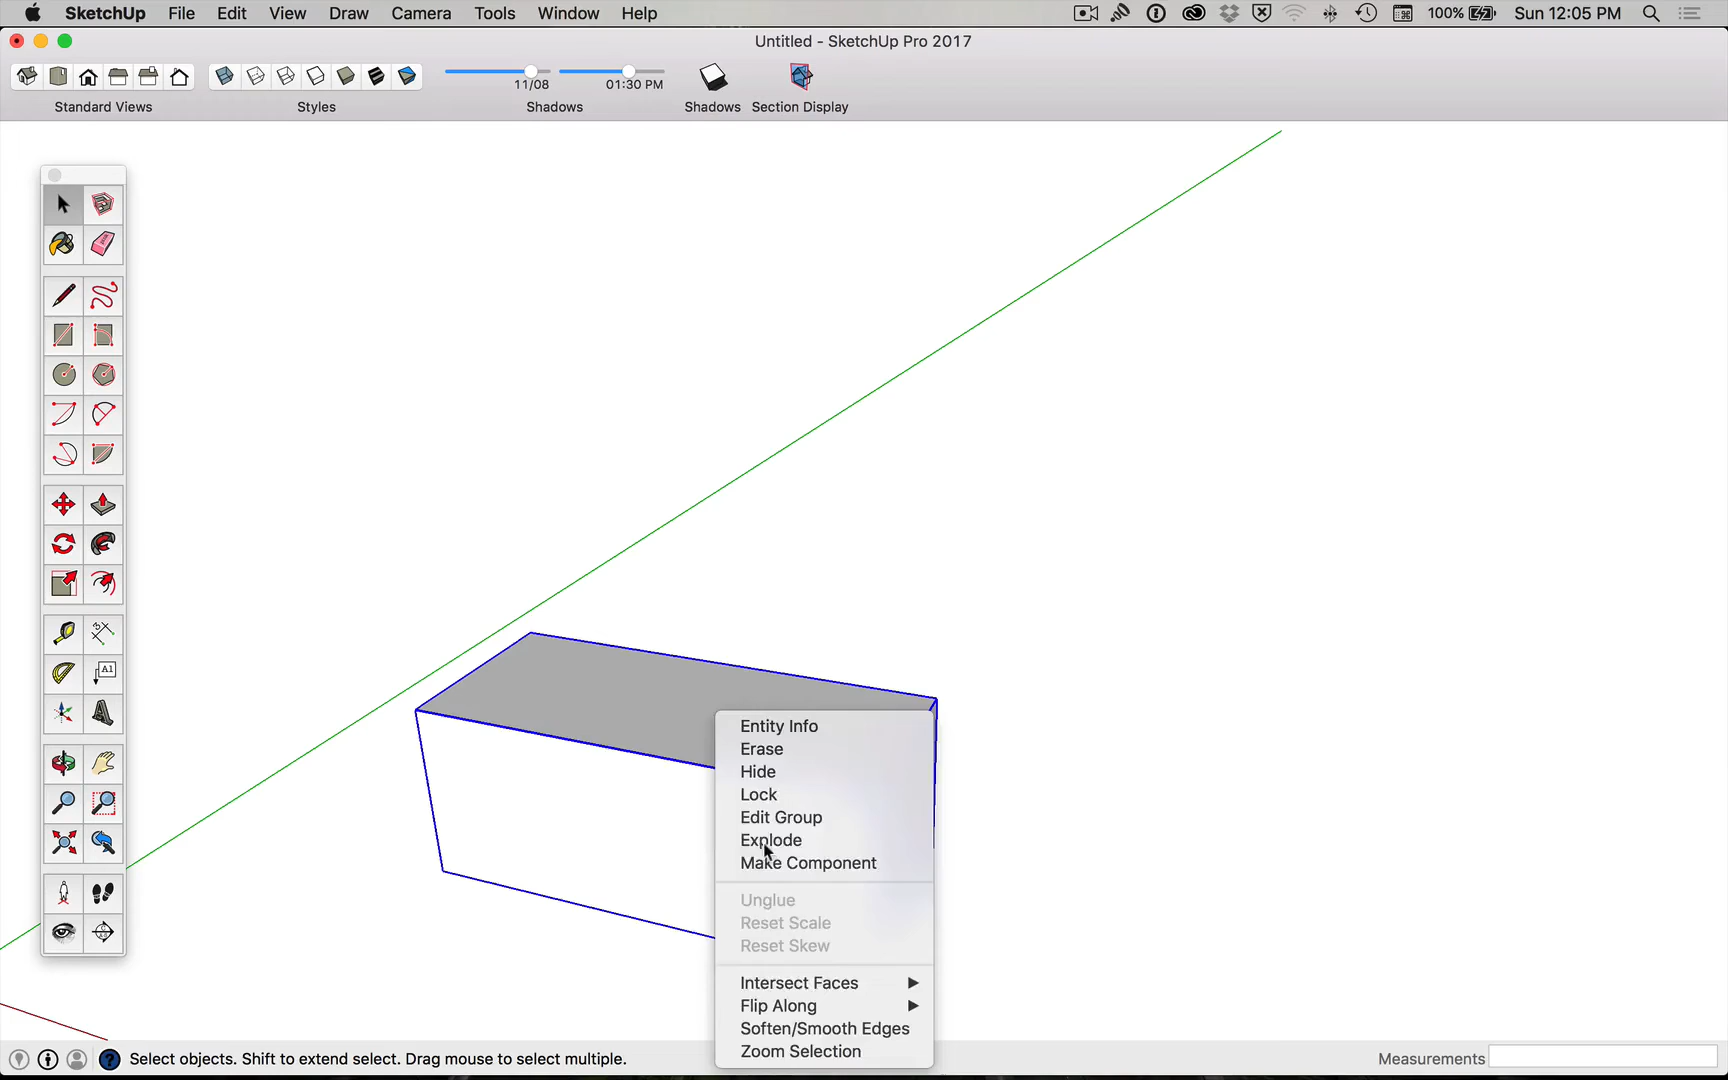 SketchUp File Edit View Draw Camera Tools Window Help 100% Sun 12:05 PM
Untitled - SketchUp Pro 2017
11/08 01:30 PM
Standard Views Styles Shadows Shadows Section Display
A1
Entity Info
Erase
Hide
Lock
Edit Group
Explode
Make Component
Unglue
Reset Scale
Reset Skew
Intersect Faces
Flip Along
Soften/Smooth Edges
Zoom Selection
Select objects. Shift to extend select. Drag mouse to select multiple. Measurements